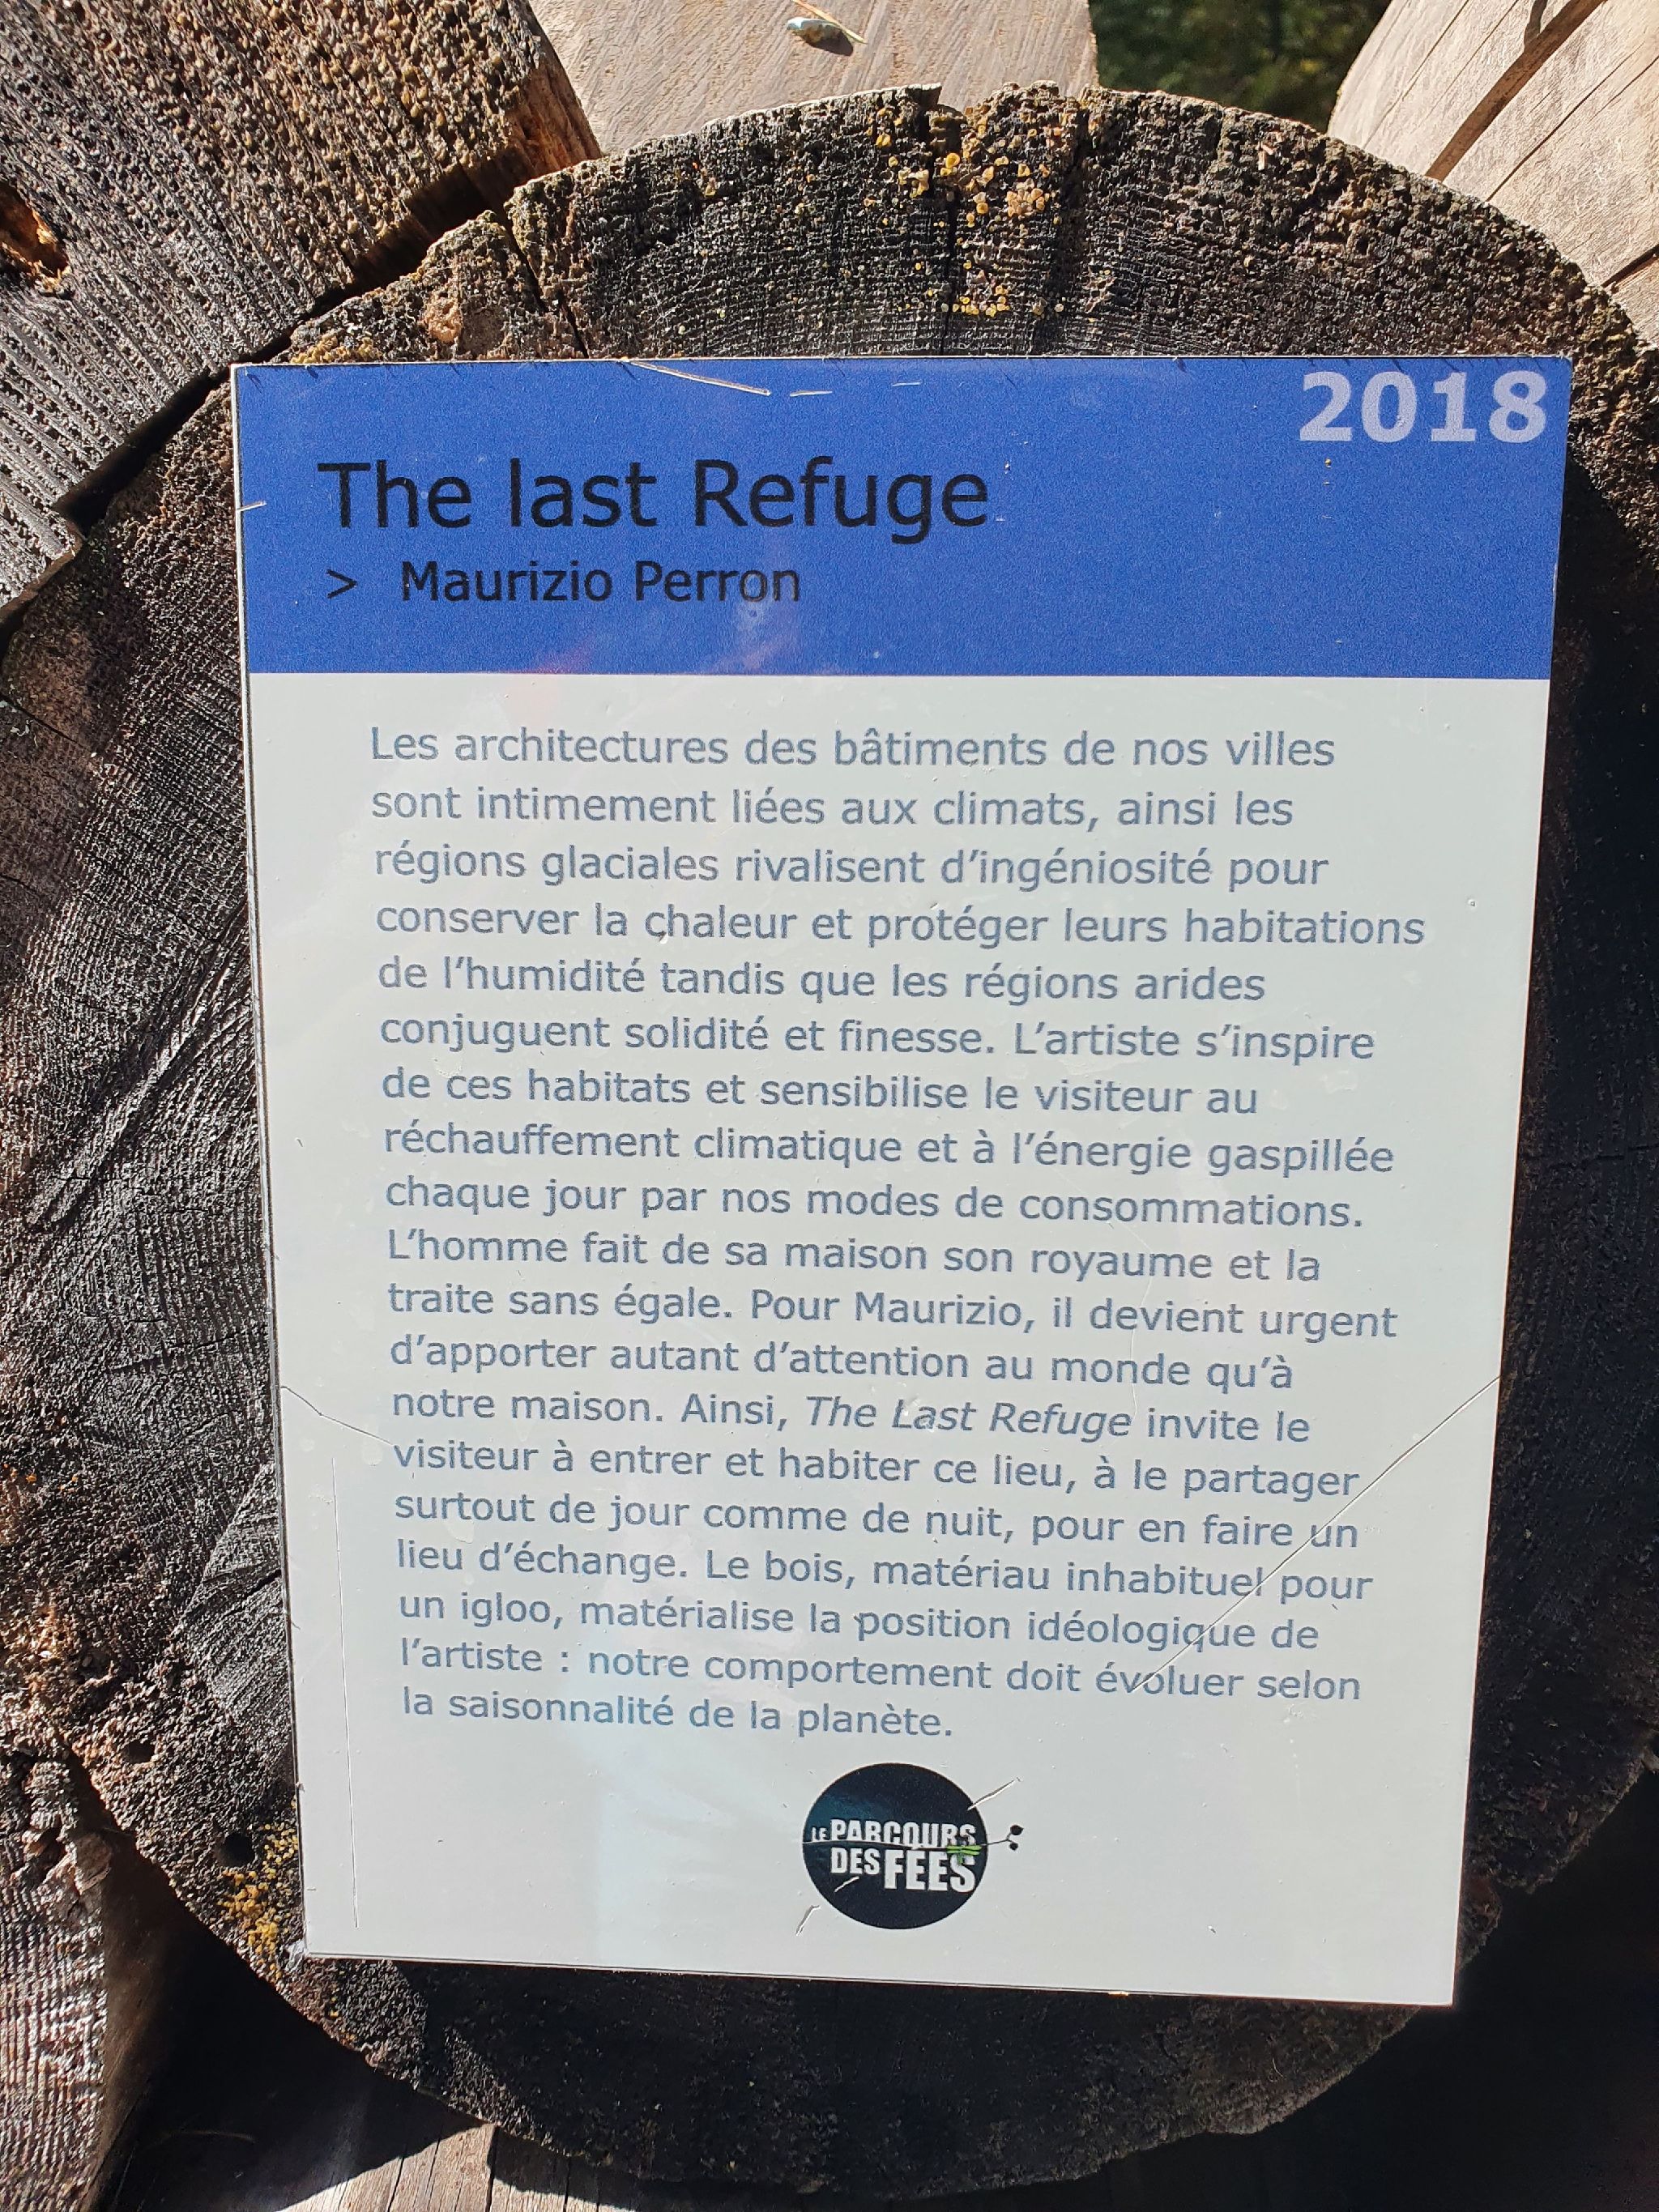 2018
The last Refuge
> Maurizio Perron
Les architectures des bâtiments de nos villes
sont intimement liées aux climats, ainsi les
régions glaciales rivalisent d'ingéniosité pour
conserver la chaleur et protéger leurs habitations
de l'humidité tandis que les régions arides
conjuguent solidité et finesse. L'artiste s'inspire
de ces habitats et sensibilise le visiteur au
réchauffement climatique et à l'énergie gaspillée
chaque jour par nos modes de consommations.
L'homme fait de sa maison son royaume et la
traite sans égale. Pour Maurizio, il devient urgent
d'apporter autant d'attention au monde qu'à
notre maison. Ainsi, The Last Refuge invite le
visiteur à entrer et habiter ce lieu, à le partager
surtout de jour comme de nuit, pour en faire un
lieu d'échange. Le bois, matériau inhabituel pour
un igloo, matérialise la position idéologique de
l'artiste : notre comportement doit évoluer selon
la saisonnalité de la planète.
LE PARCOURS
DES FÉES